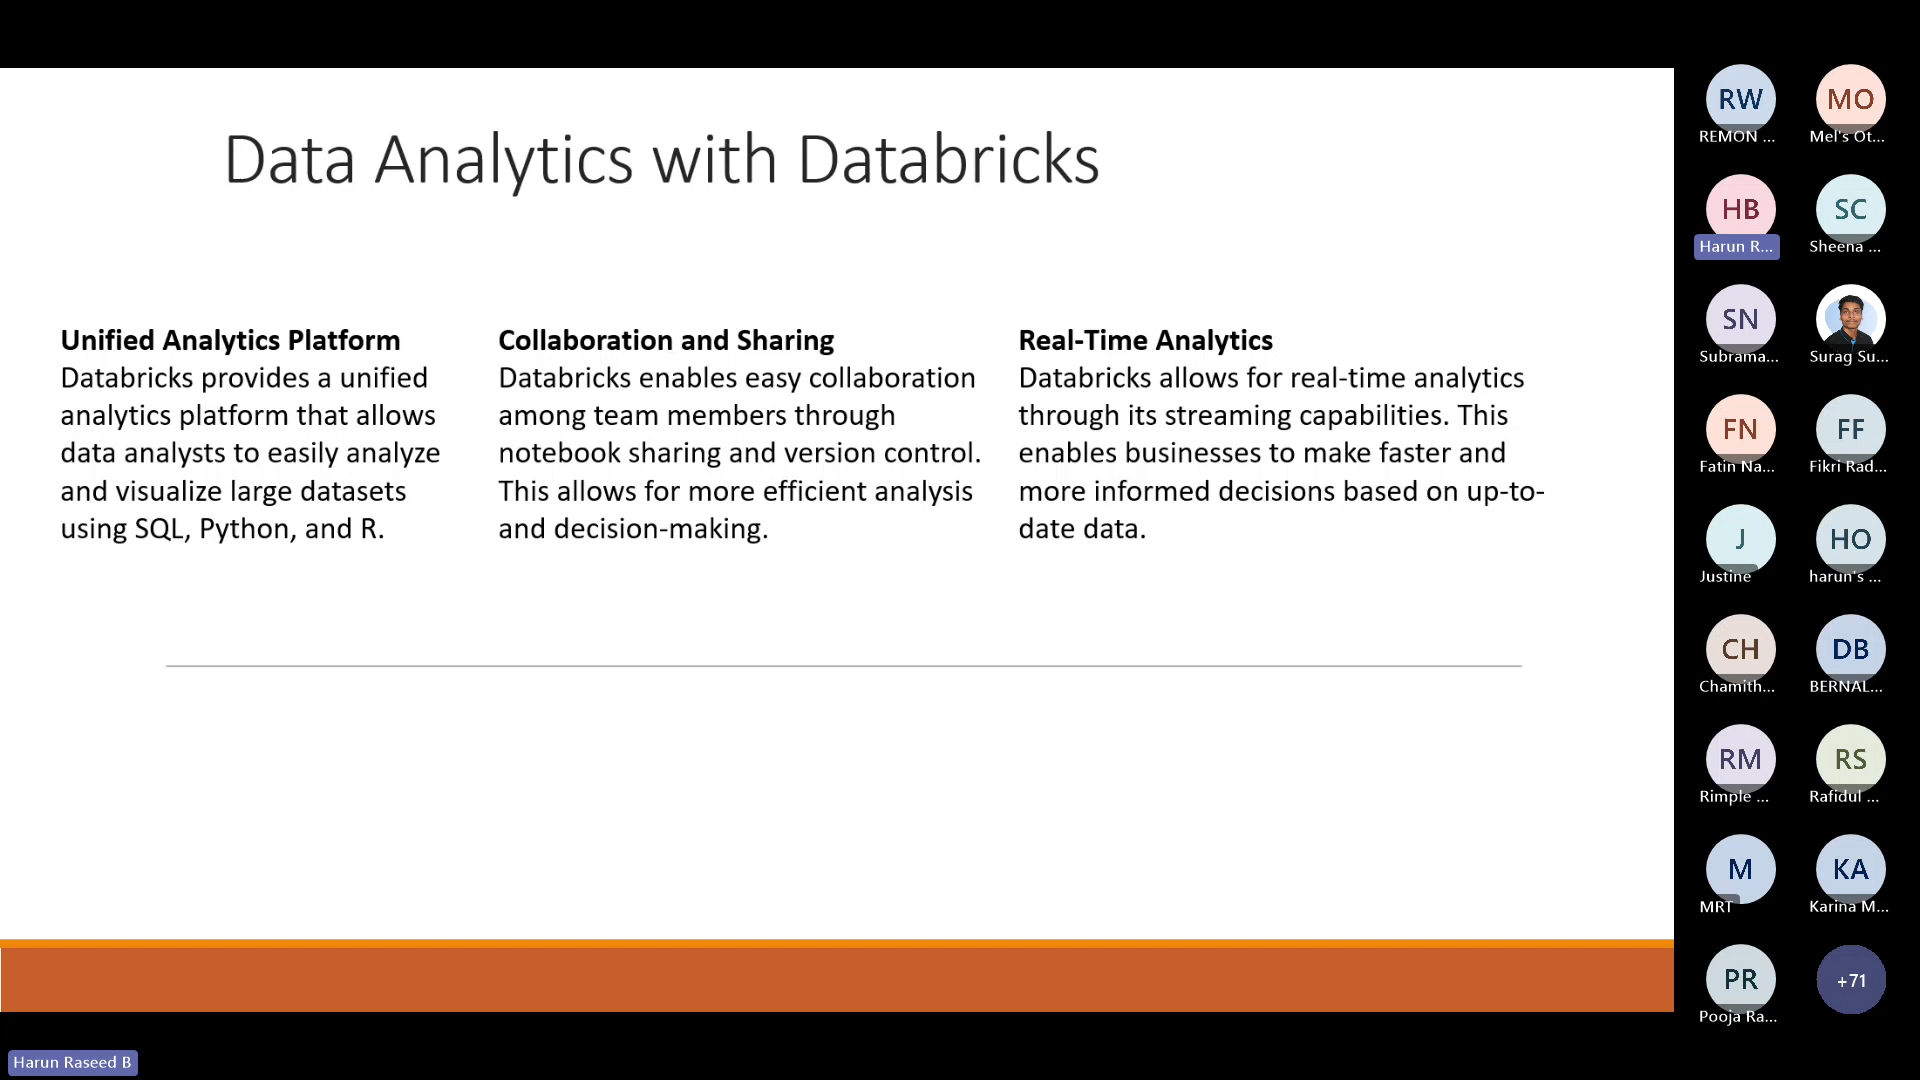 Data Analytics with Databricks
Unified Analytics Platform
Databricks provides a unified
analytics platform that allows
data analysts to easily analyze
and visualize large datasets
using SQL, Python, and R.
Collaboration and Sharing
Databricks enables easy collaboration
among team members through
notebook sharing and version control.
This allows for more efficient analysis
and decision-making.
Real-Time Analytics
Databricks allows for real-time analytics
through its streaming capabilities. This
enables businesses to make faster and
more informed decisions based on up-to-
date data.
RW
REMON ...
MO
Mel's Ot...
HB
Harun R...
SC
Sheena ...
SN
Subrama...
Surag Su...
FN
Fatin Na...
FF
Fikri Rad...
J
Justine
HO
harun's ...
CH
Chamith...
DB
BERNAL...
RM
Rimple ...
RS
Rafidul ...
M
MRT
KA
Karina M...
PR
Pooja Ra...
+71
Harun Raseed B